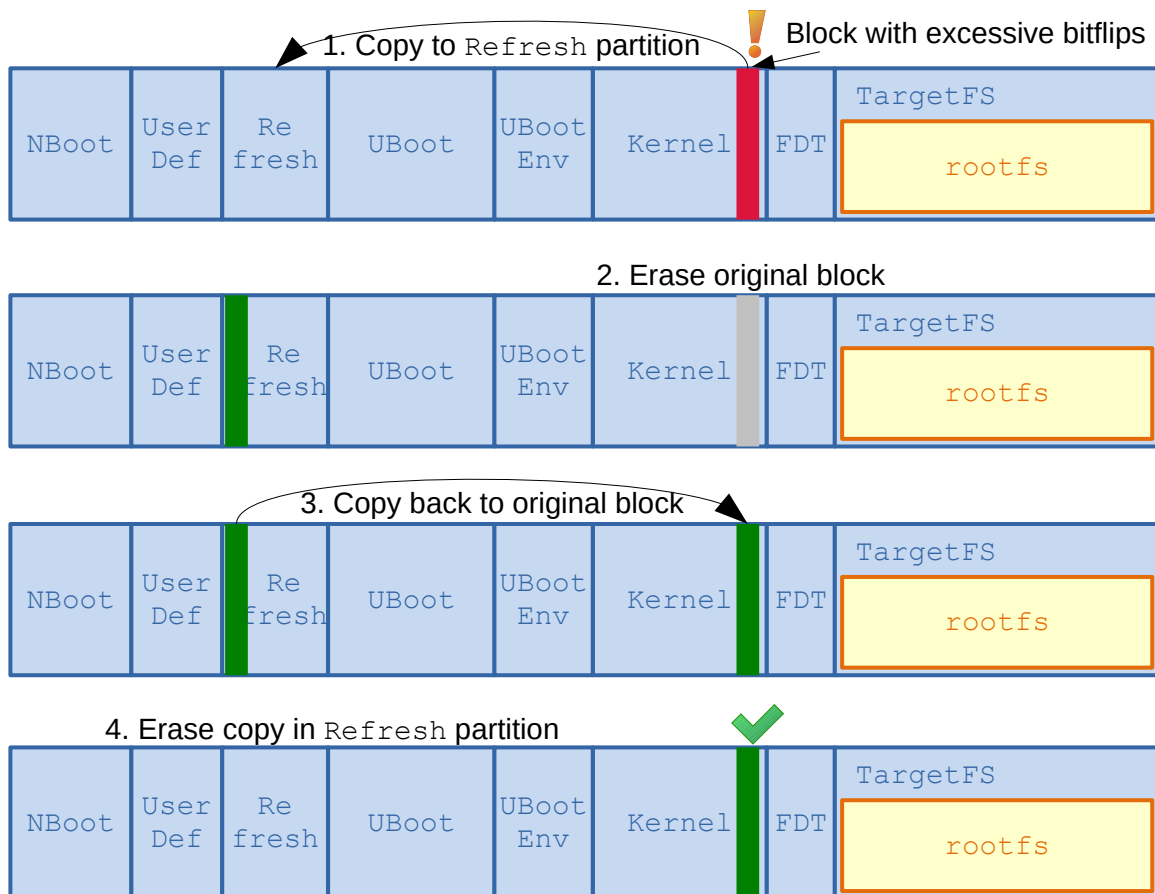 1. Copy to Refresh partition
Block with excessive bitflips
NBoot
User
Def
Re
fresh
UBoot
UBoot
Env
Kernel
FDT
TargetFS
rootfs
2. Erase original block
NBoot
User
Def
Re
fresh
UBoot
UBoot
Env
Kernel
FDT
TargetFS
rootfs
3. Copy back to original block
NBoot
User
Def
Re
fresh
UBoot
UBoot
Env
Kernel
FDT
TargetFS
rootfs
4. Erase copy in Refresh partition
NBoot
User
Def
Re
fresh
UBoot
UBoot
Env
Kernel
FDT
TargetFS
rootfs